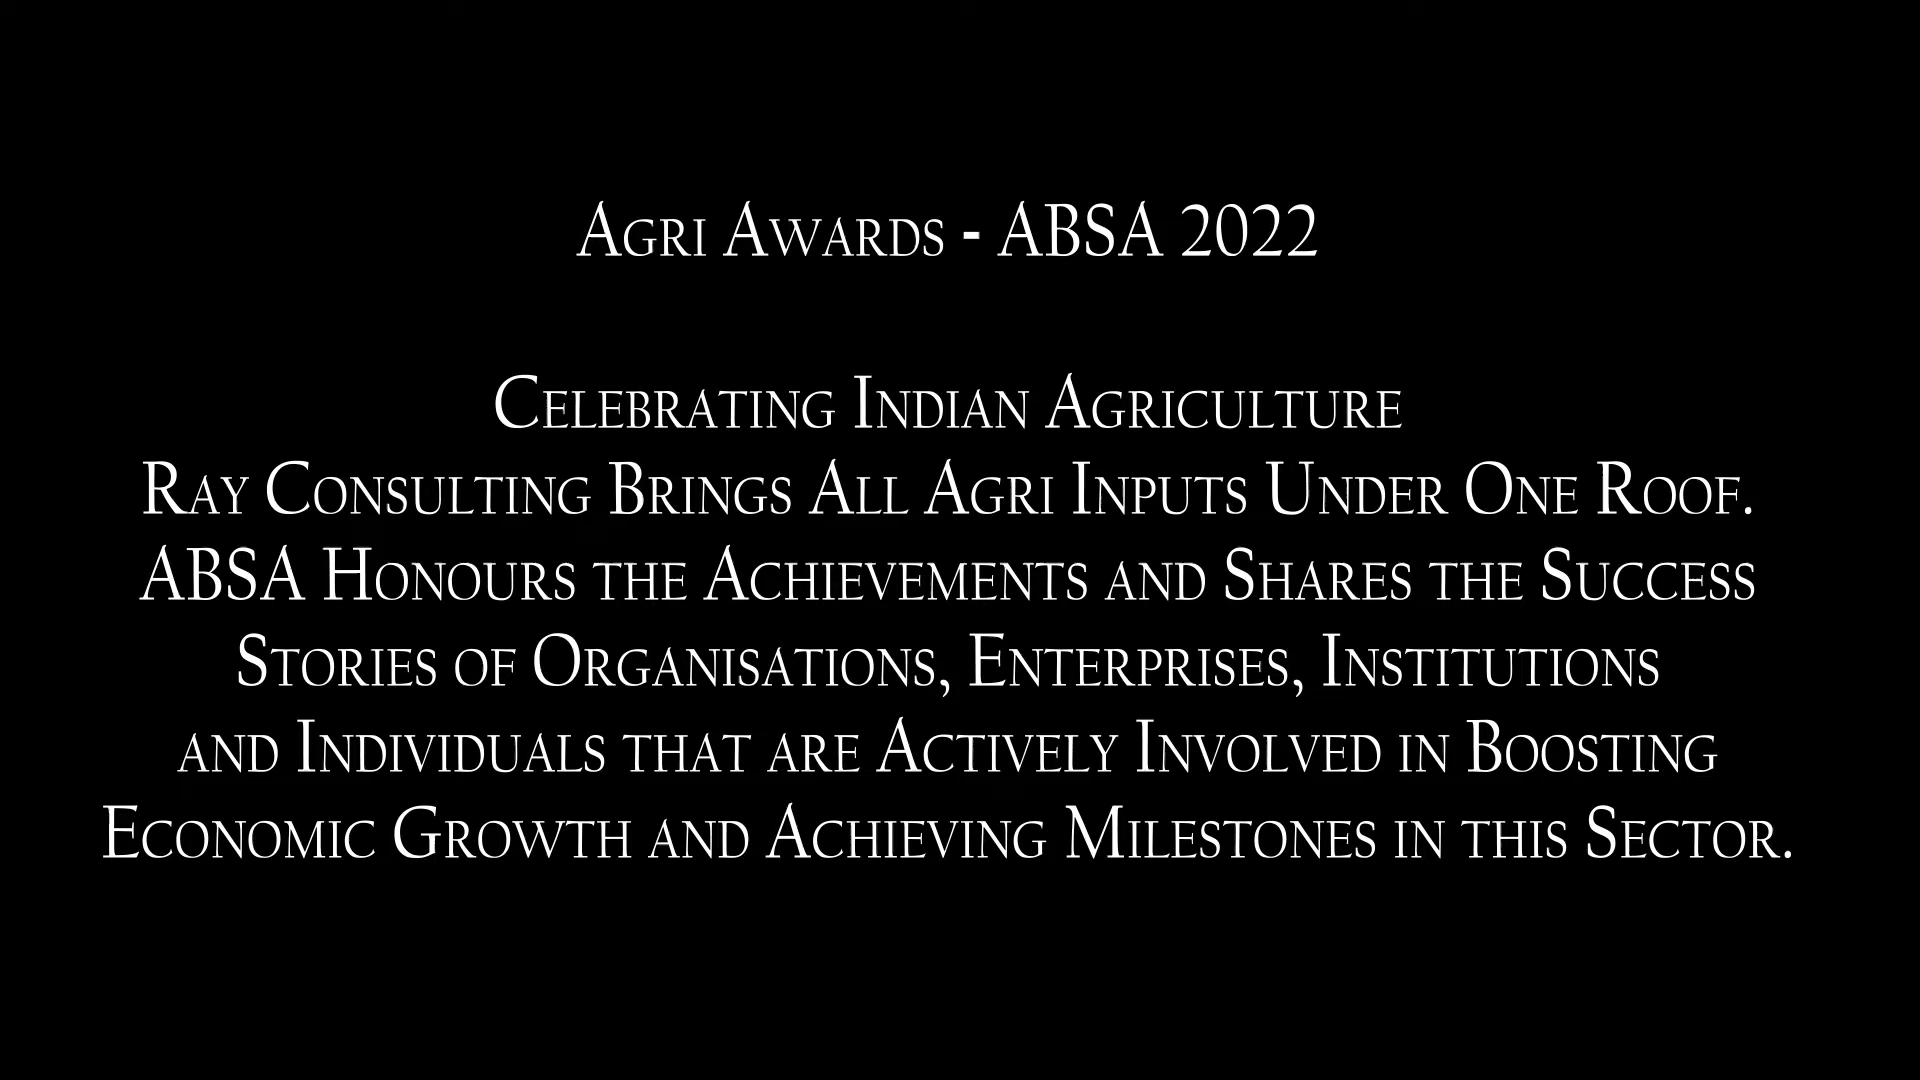 Agri Awards - ABSA 2022
Celebrating Indian Agriculture
Ray Consulting Brings All Agri Inputs Under One Roof.
ABSA Honours the Achievements and Shares the Success
Stories of Organisations, Enterprises, Institutions
and Individuals that are Actively Involved in Boosting
Economic Growth and Achieving Milestones in this Sector.